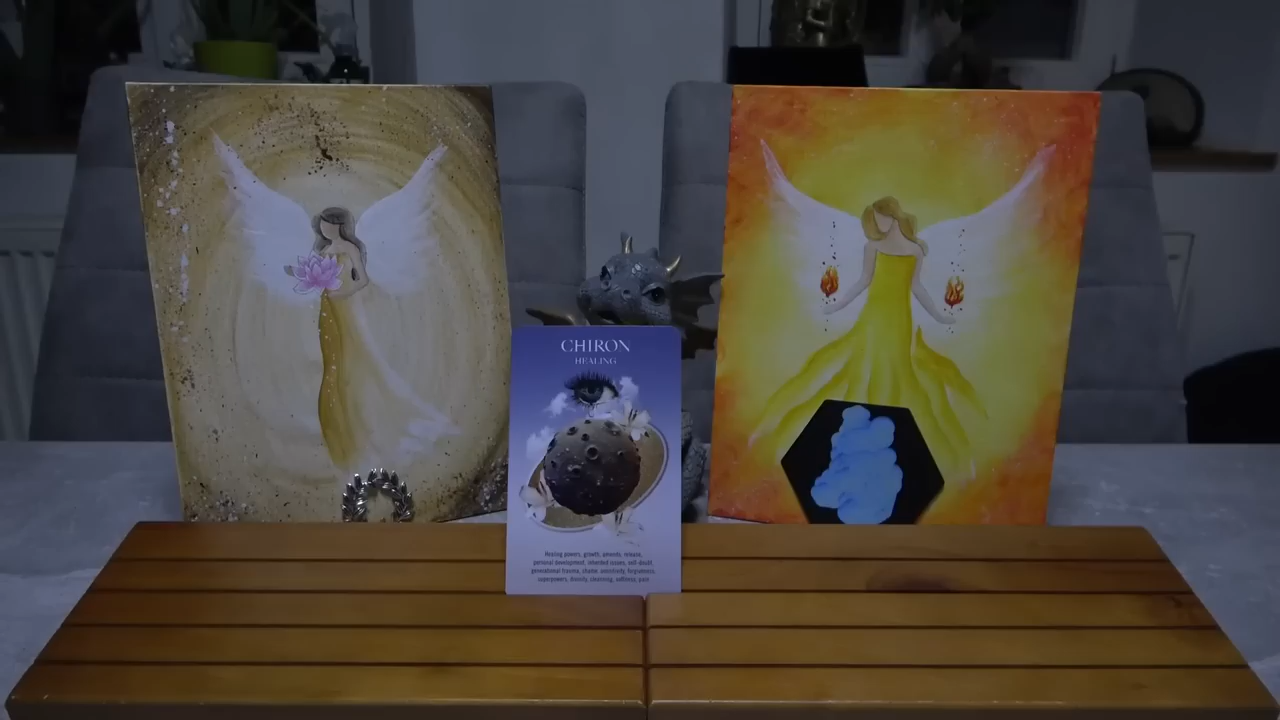 CHIRON
HEALING
Healing powers, growth, amends, release,
personal development, inherited issues, self-doubt,
generational trauma, shame, sensitivity, forgiveness,
superpowers, divinity, cleansing, selfless, pain